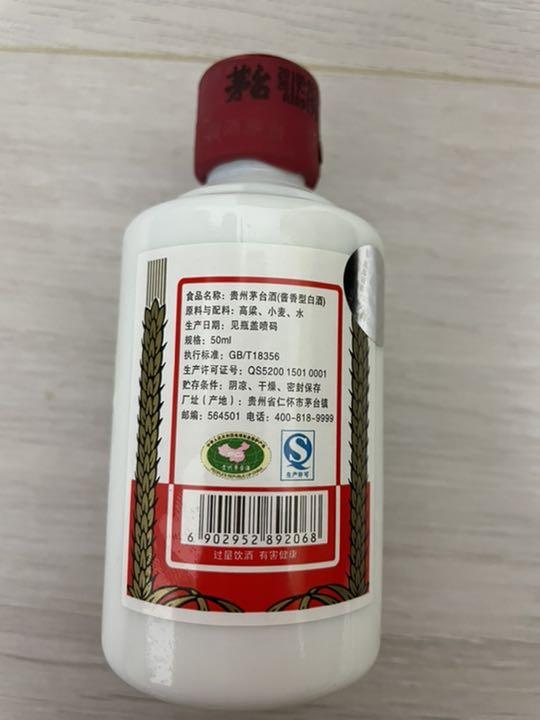 茅台
食品名称：贵州茅台酒(酱香型白酒)
原料与配料：高粱、小麦、水
生产日期：见瓶盖喷码
规格：50ml
执行标准：GB/T18356
生产许可证号：QS5200 1501 0001
贮存条件：阴凉、干燥、密封保存
厂址（产地）：贵州省仁怀市茅台镇
邮编：564501 电话：400-818-9999
生产许可
6 902952 892068
过量饮酒 有害健康